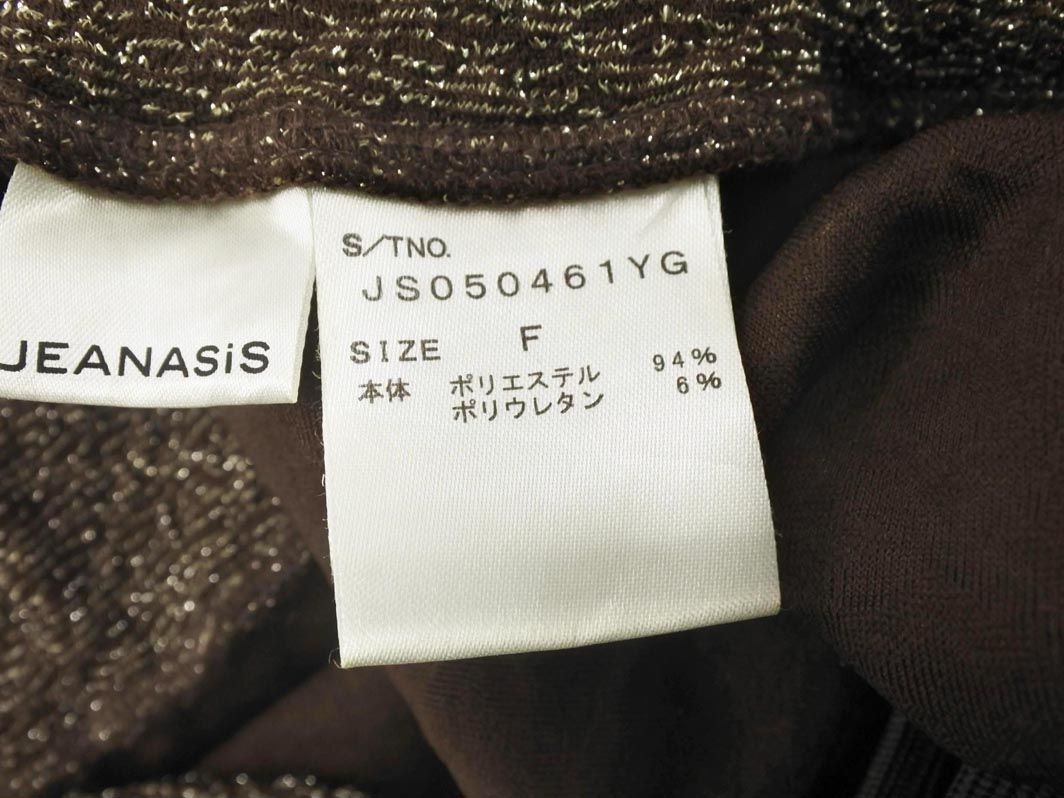 JEANASiS
S/TNO.
JS050461YG
SIZE F
本体 ポリエステル 94%
ポリウレタン 6%